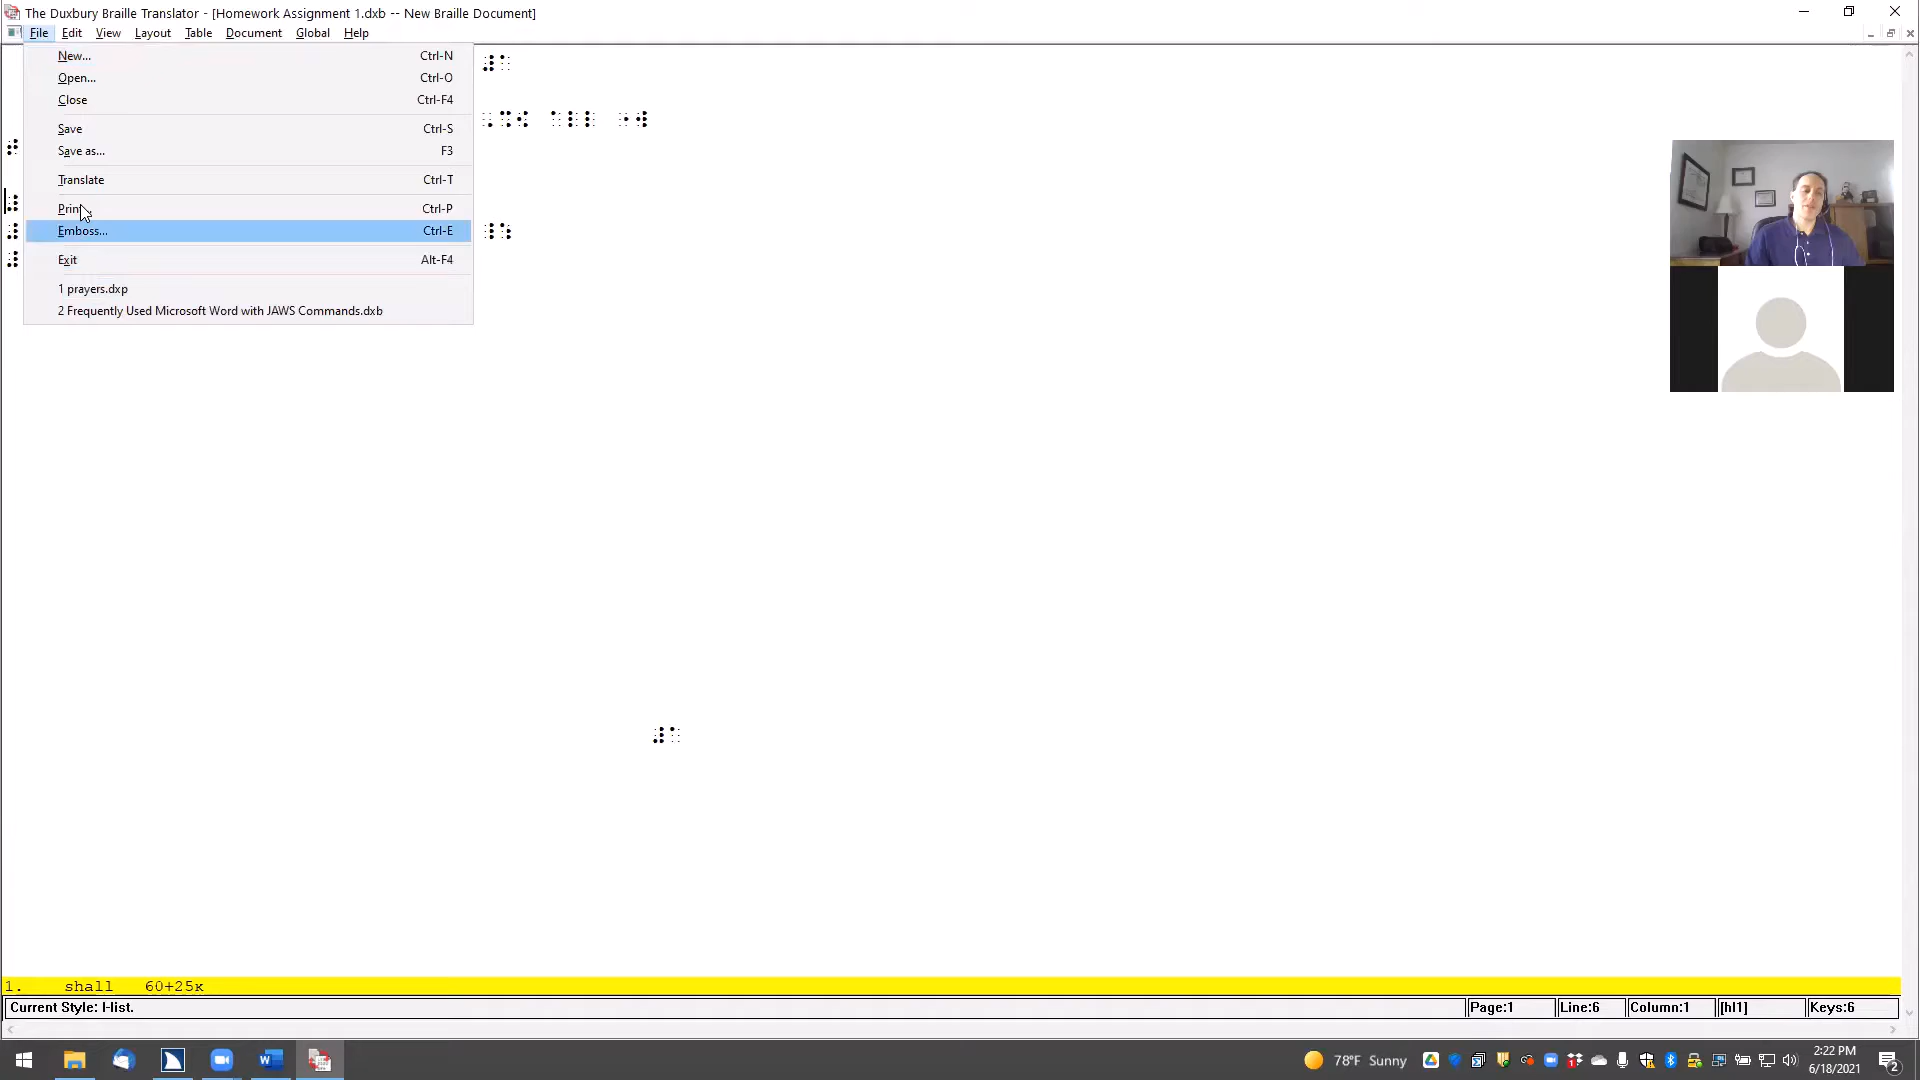 The Duxbury Braille Translator - [Homework Assignment 1.dxb -- New Braille Document]
File Edit View Layout Table Document Global Help
New... Ctrl-N
Open... Ctrl-O
Close Ctrl-F4
Save Ctrl-S
Save as... F3
Translate Ctrl-T
Print... Ctrl-P
Emboss... Ctrl-E
Exit Alt-F4
1 prayers.dxp
2 Frequently Used Microsoft Word with JAWS Commands.dxb
⠼⠁
⠠⠩⠪ ⠁⠇⠇ ⠐⠺
⠼⠁
1. shall 60+25x
Current Style: l-list. Page:1 Line:6 Column:1 [hl1] Keys:6
78°F Sunny
2:22 PM
6/18/2021
2